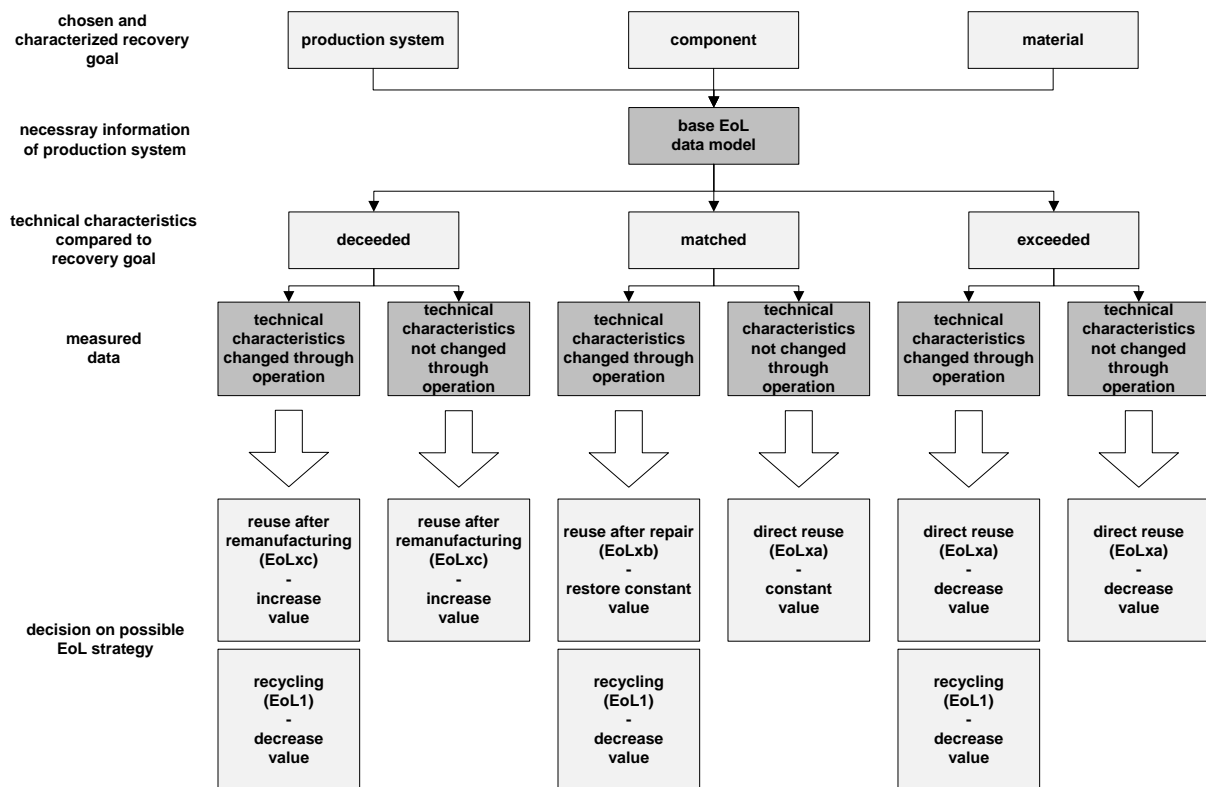 chosen and
characterized recovery
goal
production system
component
material
necessray information
of production system
base EoL
data model
technical characteristics
compared to
recovery goal
deceeded
matched
exceeded
measured
data
technical
characteristics
changed through
operation
technical
characteristics
not changed
through
operation
technical
characteristics
changed through
operation
technical
characteristics
not changed
through
operation
technical
characteristics
changed through
operation
technical
characteristics
not changed
through
operation
decision on possible
EoL strategy
reuse after
remanufacturing
(EoLxc)
-
increase
value
reuse after
remanufacturing
(EoLxc)
-
increase
value
reuse after repair
(EoLxb)
-
restore constant
value
direct reuse
(EoLxa)
-
constant
value
direct reuse
(EoLxa)
-
decrease
value
direct reuse
(EoLxa)
-
decrease
value
recycling
(EoL1)
-
decrease
value
recycling
(EoL1)
-
decrease
value
recycling
(EoL1)
-
decrease
value